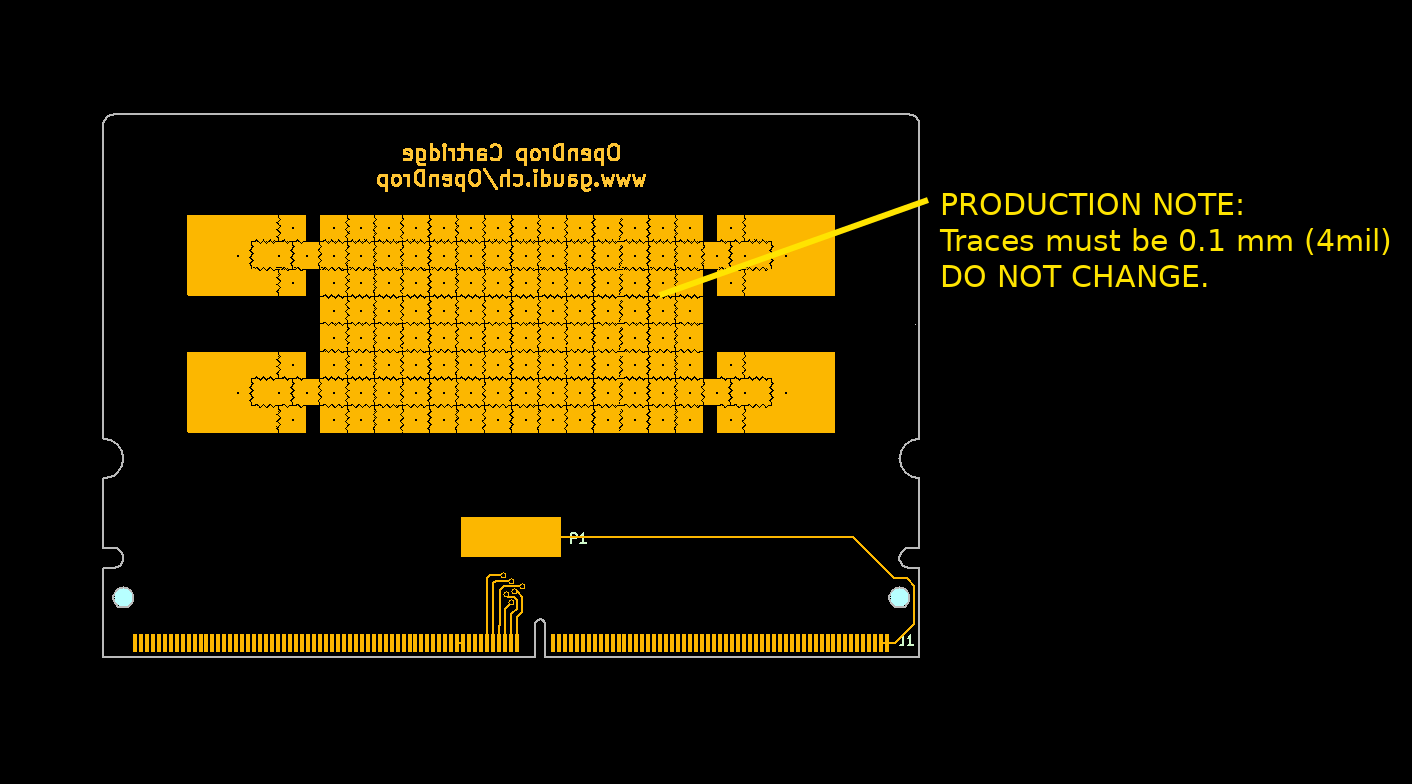 OpenDrop Cartridge
www.gaudi.ch/OpenDrop
PRODUCTION NOTE:
Traces must be 0.1 mm (4mil)
DO NOT CHANGE.
P1
J1